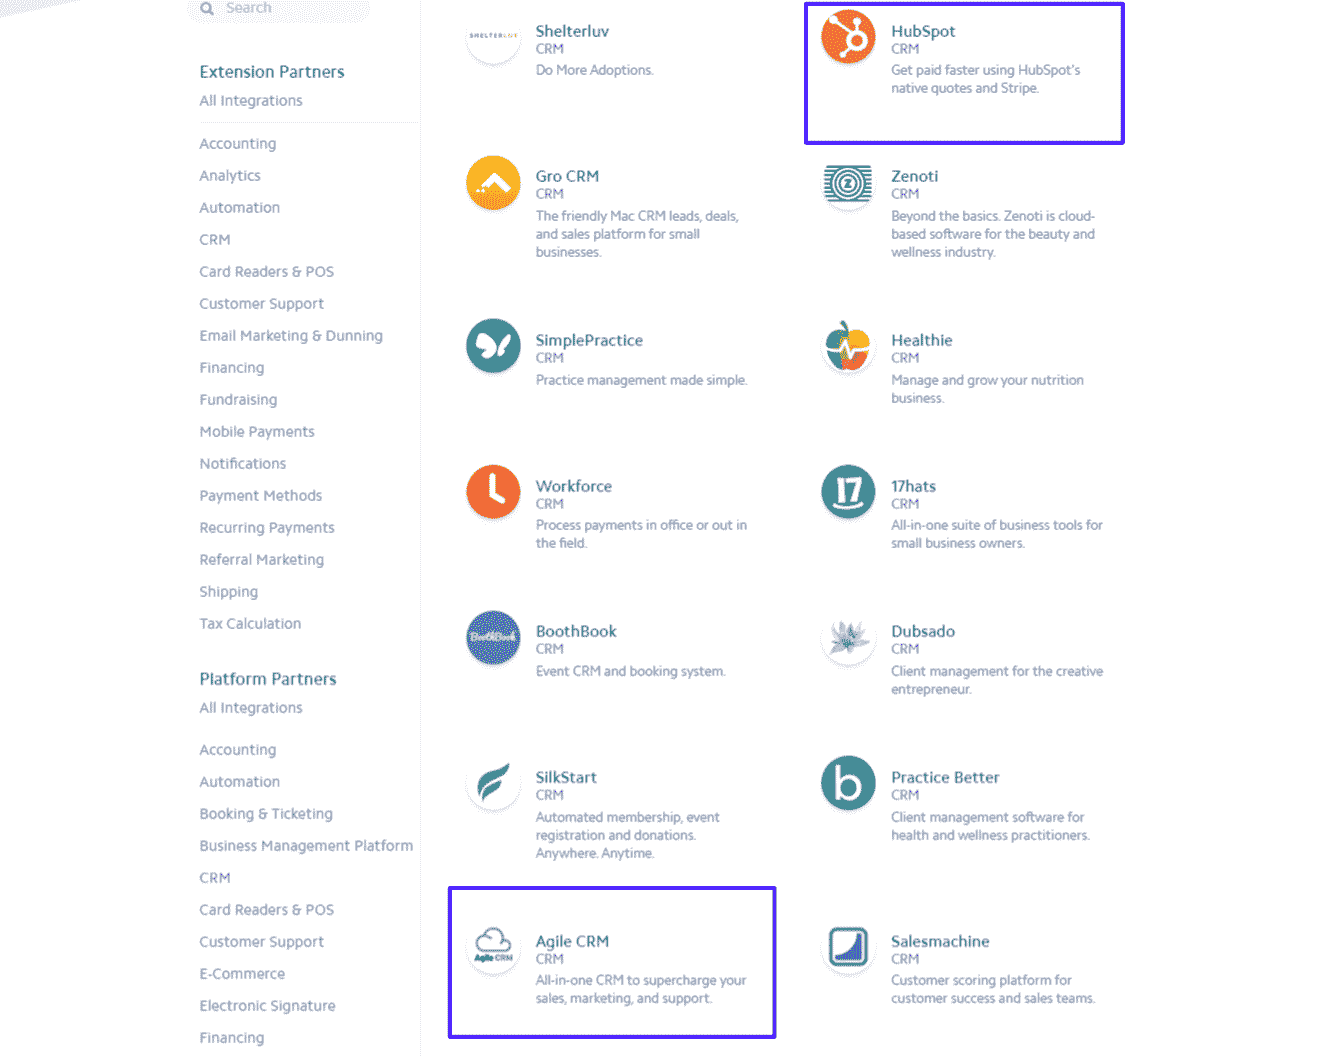 Search
Extension Partners
All Integrations
Accounting
Analytics
Automation
CRM
Card Readers & POS
Customer Support
Email Marketing & Dunning
Financing
Fundraising
Mobile Payments
Notifications
Payment Methods
Recurring Payments
Referral Marketing
Shipping
Tax Calculation
Platform Partners
All Integrations
Accounting
Automation
Booking & Ticketing
Business Management Platform
CRM
Card Readers & POS
Customer Support
E-Commerce
Electronic Signature
Financing
SHELTERLUV
Shelterluv
CRM
Do More Adoptions.
HubSpot
CRM
Get paid faster using HubSpot's
native quotes and Stripe.
Gro CRM
CRM
The friendly Mac CRM leads, deals,
and sales platform for small
businesses.
Z
Zenoti
CRM
Beyond the basics. Zenoti is cloud-
based software for the beauty and
wellness industry.
SimplePractice
CRM
Practice management made simple.
Healthie
CRM
Manage and grow your nutrition
business.
Workforce
CRM
Process payments in office or out in
the field.
17
17hats
CRM
All-in-one suite of business tools for
small business owners.
BoothBook
BoothBook
CRM
Event CRM and booking system.
Dubsado
CRM
Client management for the creative
entrepreneur.
SilkStart
CRM
Automated membership, event
registration and donations.
Anywhere. Anytime.
b
Practice Better
CRM
Client management software for
health and wellness practitioners.
Agile CRM
Agile CRM
CRM
All-in-one CRM to supercharge your
sales, marketing, and support.
Salesmachine
CRM
Customer scoring platform for
customer success and sales teams.